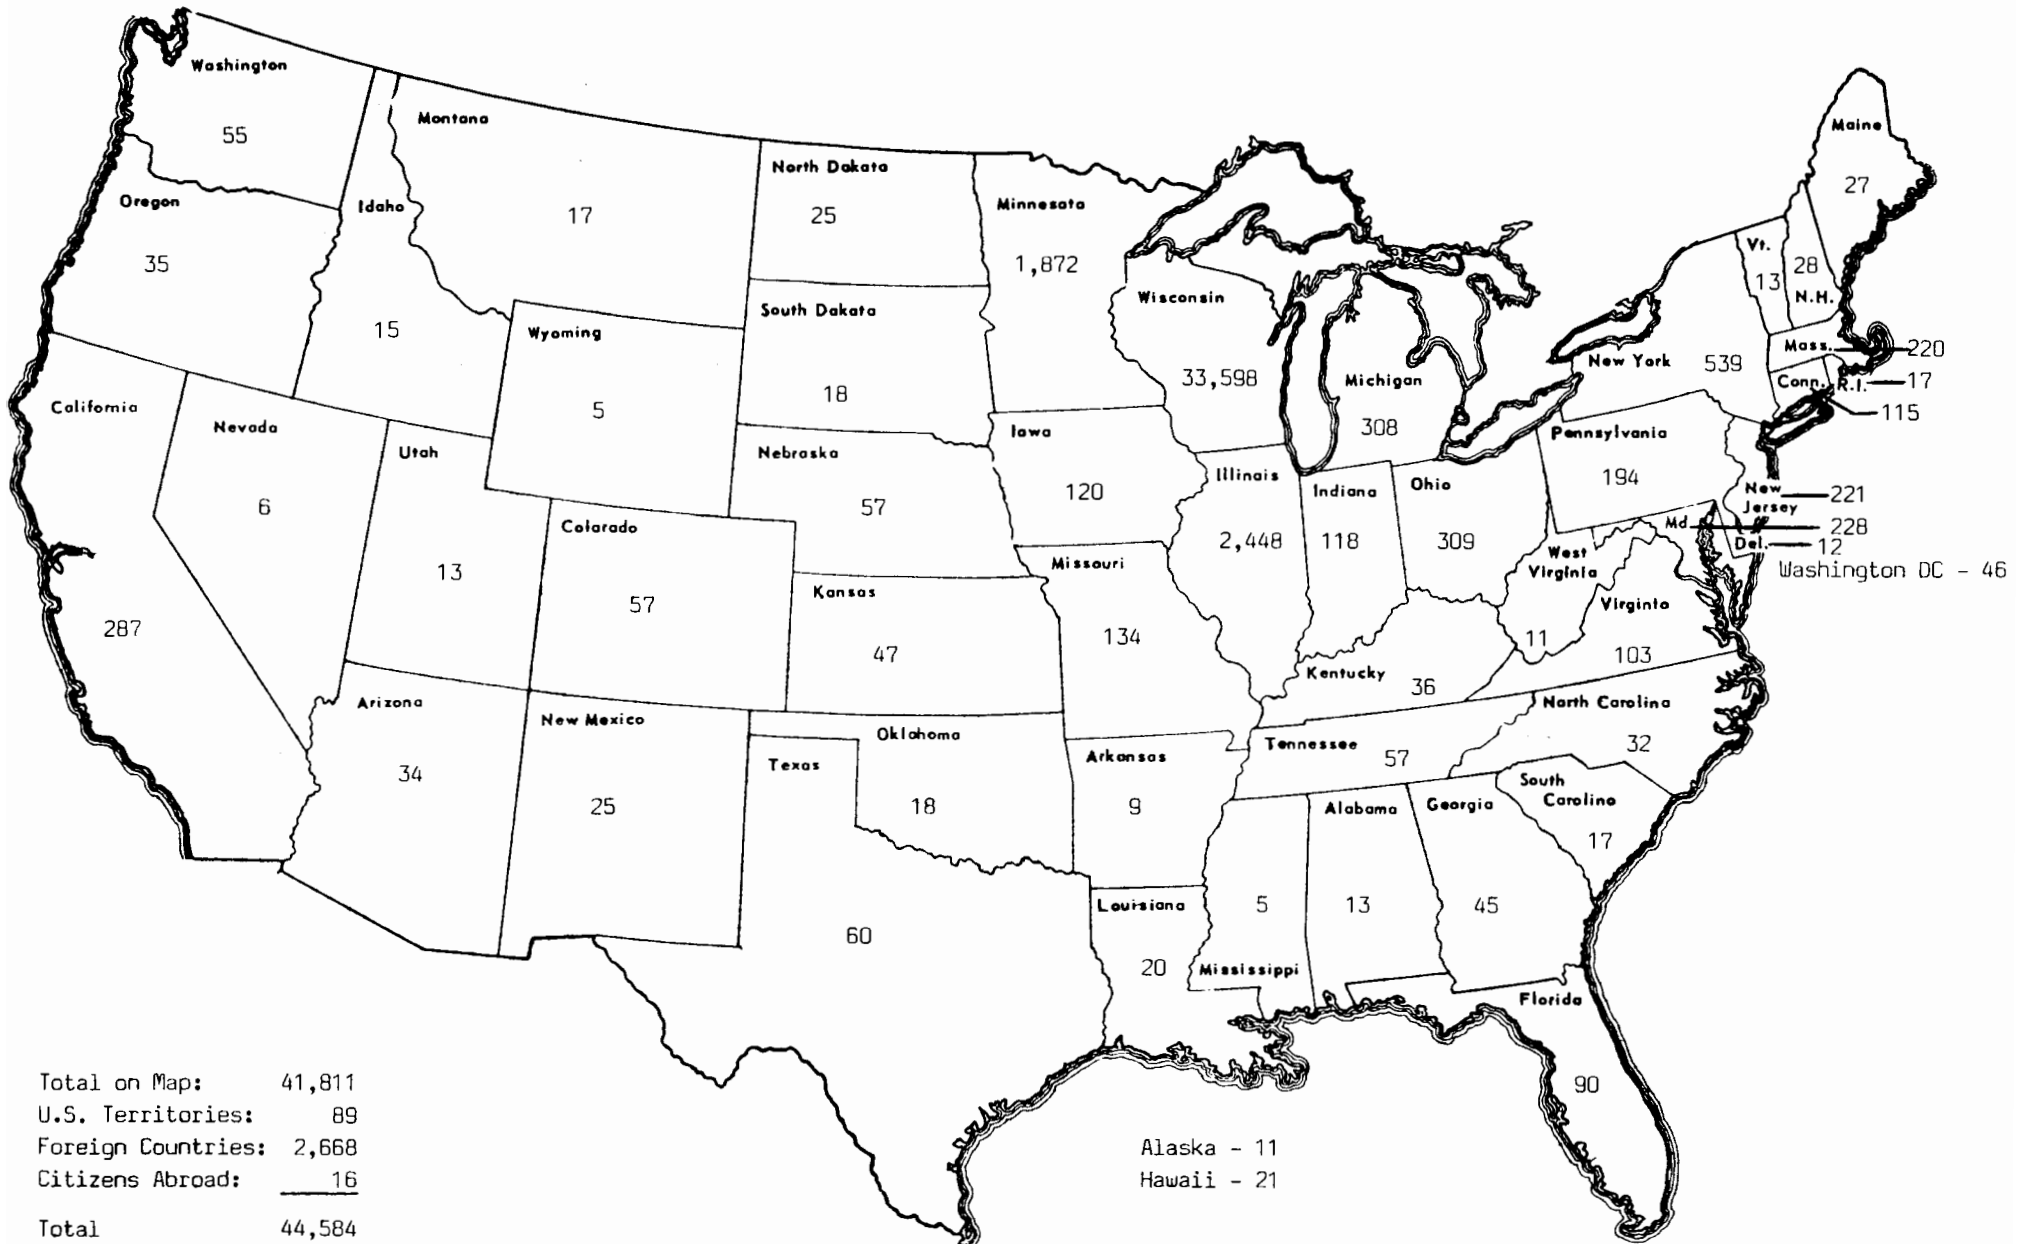 Washington
55
Oregon
35
Idaho
15
Montana
17
North Dakota
25
Minnesota
1,872
South Dakota
18
Wyoming
5
Wisconsin
33,598
Michigan
308
Maine
27
Vt.
13
28
N.H.
New York 539
Mass. 220
Conn. R.I. 17
115
California
287
Nevada
6
Utah
13
Colorado
57
Nebraska
57
Iowa
120
Illinois
2,448
Indiana
118
Ohio
309
Pennsylvania
194
New
Jersey
221
Md. 228
Del. 12
Washington DC - 46
West
Virginia
11
Virginia
103
Kansas
47
Missouri
134
Kentucky
36
Arizona
34
New Mexico
25
Texas
60
Oklahoma
18
Arkansas
9
Tennessee
57
North Carolina
32
South
Carolina
17
Louisiana
20
5
Mississippi
Alabama
13
Georgia
45
Florida
90
Total on Map: 41,811
U.S. Territories: 89
Foreign Countries: 2,668
Citizens Abroad: 16
Total 44,584
Alaska - 11
Hawaii - 21